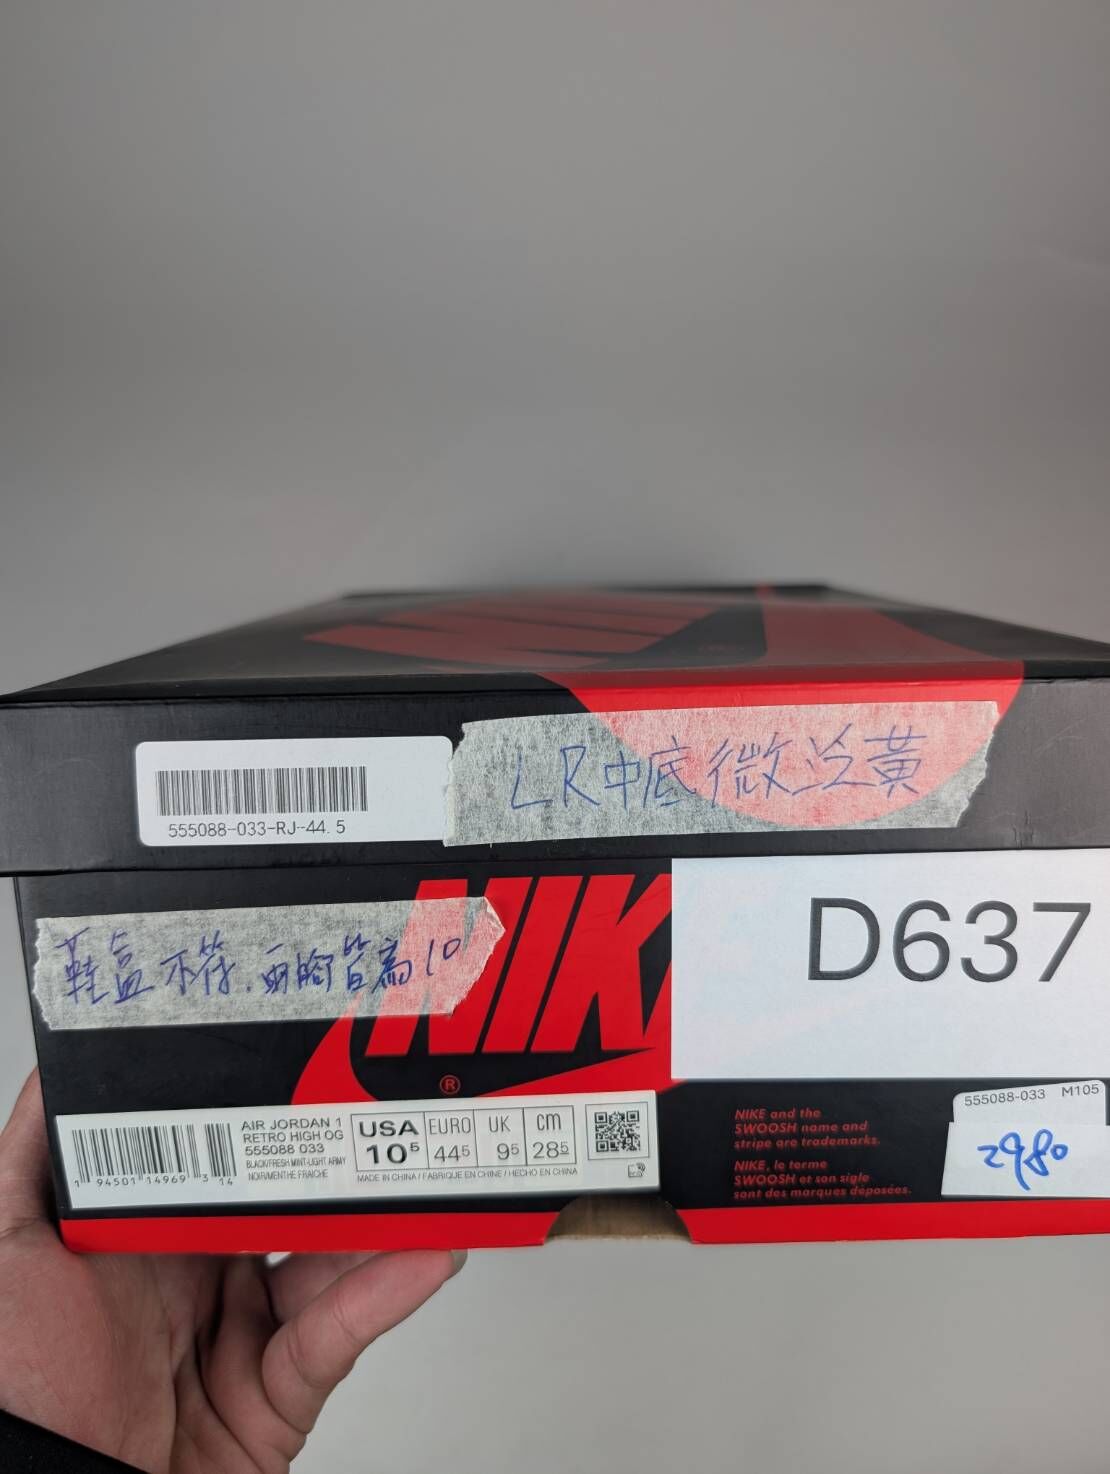 LR中底微泛黃
555088-033-RJ-44.5
NIK
D637
鞋盒不符.兩腳皆為10
®
AIR JORDAN 1
RETRO HIGH OG
555088 033
BLACK/FRESH MINT-LIGHT ARMY
NOIR/MENTHE FRAICHE
1 94501 14969 3 14
USA EURO UK CM
10⁵ 44⁵ 9⁵ 28⁵
MADE IN CHINA / FABRIQUE EN CHINE / HECHO EN CHINA
NIKE and the
SWOOSH name and
stripe are trademarks.
NIKE, le terme
SWOOSH et son sigle
sont des marques déposées.
555088-033 M105
2980